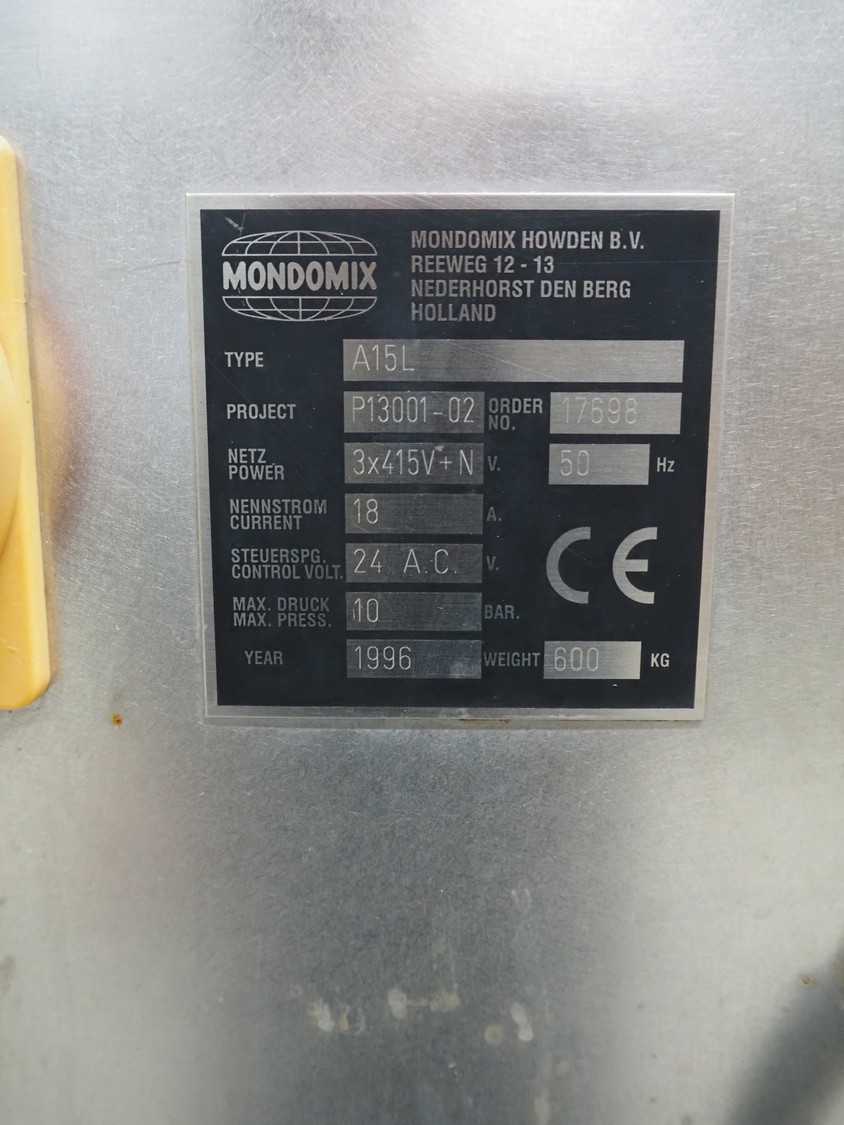 MONDOMIX
MONDOMIX HOWDEN B.V.
REEWEG 12 - 13
NEDERHORST DEN BERG
HOLLAND
TYPE A15L
PROJECT P13001-02 ORDER NO. 17698
NETZ POWER 3x415V+N V. 50 Hz
NENNSTROM CURRENT 18 A.
STEUERSPG. CONTROL VOLT. 24 A.C. V.
MAX. DRUCK MAX. PRESS. 10 BAR.
CE
YEAR 1996 WEIGHT 600 KG